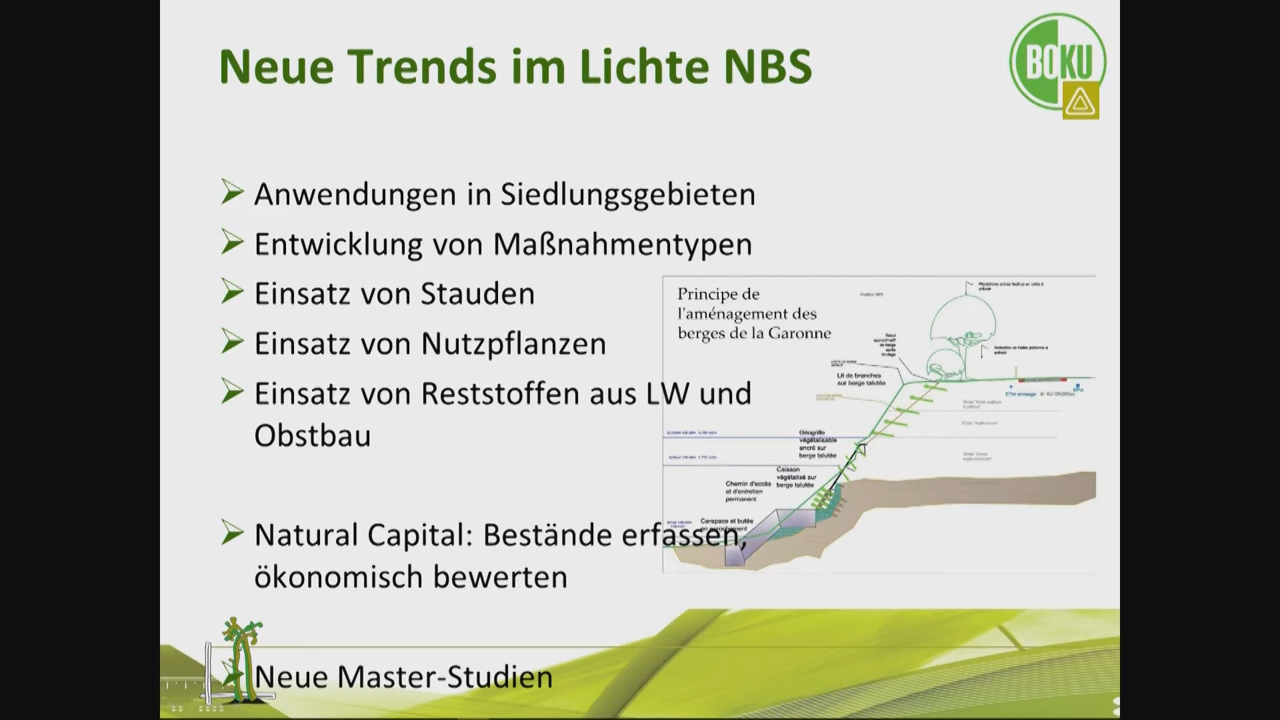 Neue Trends im Lichte NBS
BOKU
Anwendungen in Siedlungsgebieten
Entwicklung von Maßnahmentypen
Einsatz von Stauden
Einsatz von Nutzpflanzen
Einsatz von Reststoffen aus LW und
Obstbau
Natural Capital: Bestände erfassen,
ökonomisch bewerten
Neue Master-Studien
Principe de
l'aménagement des
berges de la Garonne
Lit de branches
sur berge talutée
Géogrille
végétalisable
ancré sur
berge talutée
Caisson
végétalisé sur
berge talutée
Chemin d'accès
et d'entretien
permanent
Carapace et butée